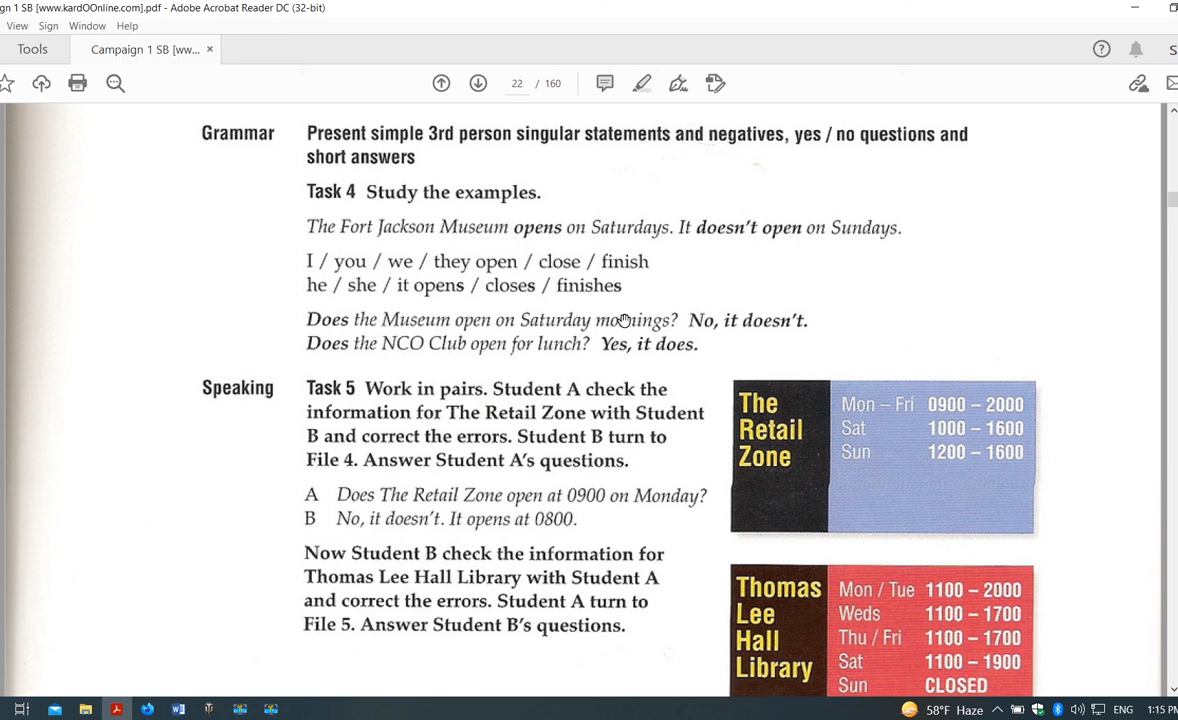 gn 1 SB [www.kardOOnline.com].pdf - Adobe Acrobat Reader DC (32-bit)
View Sign Window Help
Tools Campaign 1 SB [ww... × ? S
22 / 160
Grammar Present simple 3rd person singular statements and negatives, yes / no questions and
short answers
Task 4 Study the examples.
The Fort Jackson Museum opens on Saturdays. It doesn't open on Sundays.
I / you / we / they open / close / finish
he / she / it opens / closes / finishes
Does the Museum open on Saturday mornings? No, it doesn't.
Does the NCO Club open for lunch? Yes, it does.
Speaking Task 5 Work in pairs. Student A check the
information for The Retail Zone with Student
B and correct the errors. Student B turn to
File 4. Answer Student A's questions.
A Does The Retail Zone open at 0900 on Monday?
B No, it doesn't. It opens at 0800.
Now Student B check the information for
Thomas Lee Hall Library with Student A
and correct the errors. Student A turn to
File 5. Answer Student B's questions.
The
Retail
Zone
Mon – Fri 0900 – 2000
Sat 1000 – 1600
Sun 1200 – 1600
Thomas
Lee
Hall
Library
Mon / Tue 1100 – 2000
Weds 1100 – 1700
Thu / Fri 1100 – 1700
Sat 1100 – 1900
Sun CLOSED
58°F Haze ENG 1:15 PM